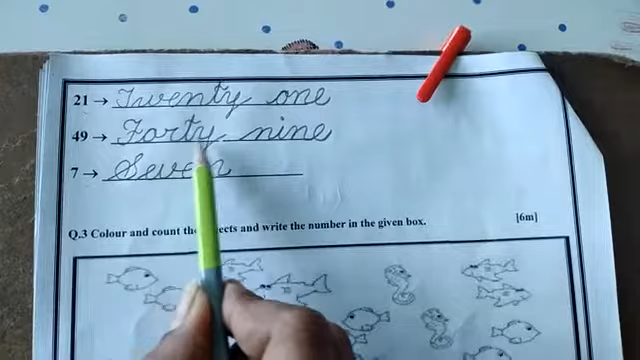 21 → Twenty one
49 → Forty nine
7 → Seven
Q.3 Colour and count the objects and write the number in the given box. [6m]